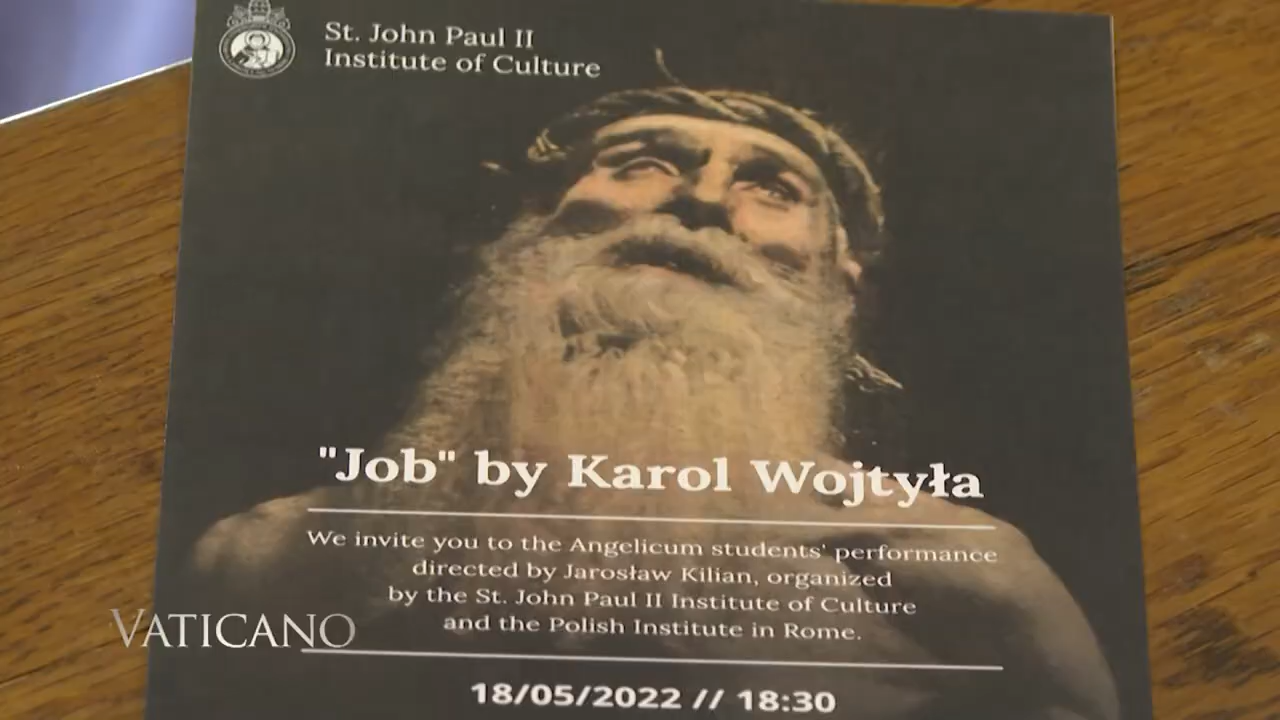 St. John Paul II
Institute of Culture
"Job" by Karol Wojtyła
We invite you to the Angelicum students' performance
directed by Jarosław Kilian, organized
by the St. John Paul II Institute of Culture
and the Polish Institute in Rome.
VATICANO
18/05/2022 // 18:30